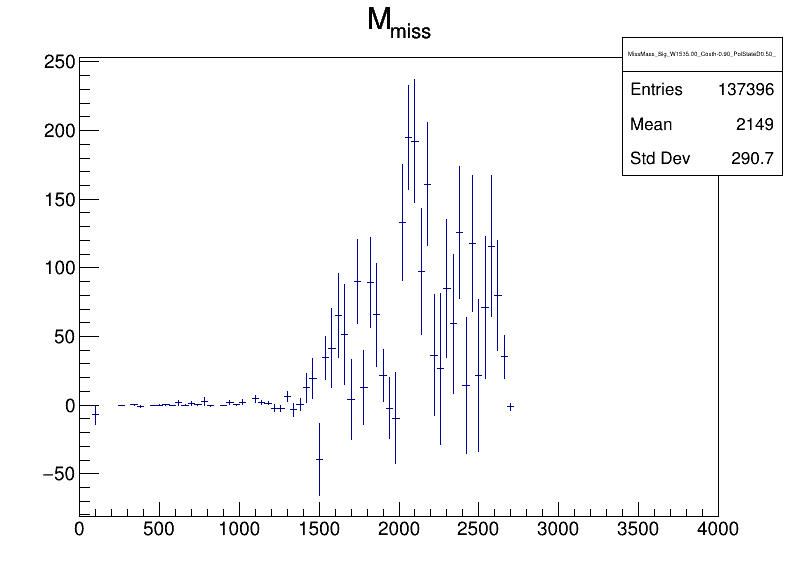 M_miss
MissMass_Sig_W1535.00_Costh-0.90_PolStateD0.50_
Entries 137396
Mean 2149
Std Dev 290.7
250
200
150
100
50
0
−50
0 500 1000 1500 2000 2500 3000 3500 4000